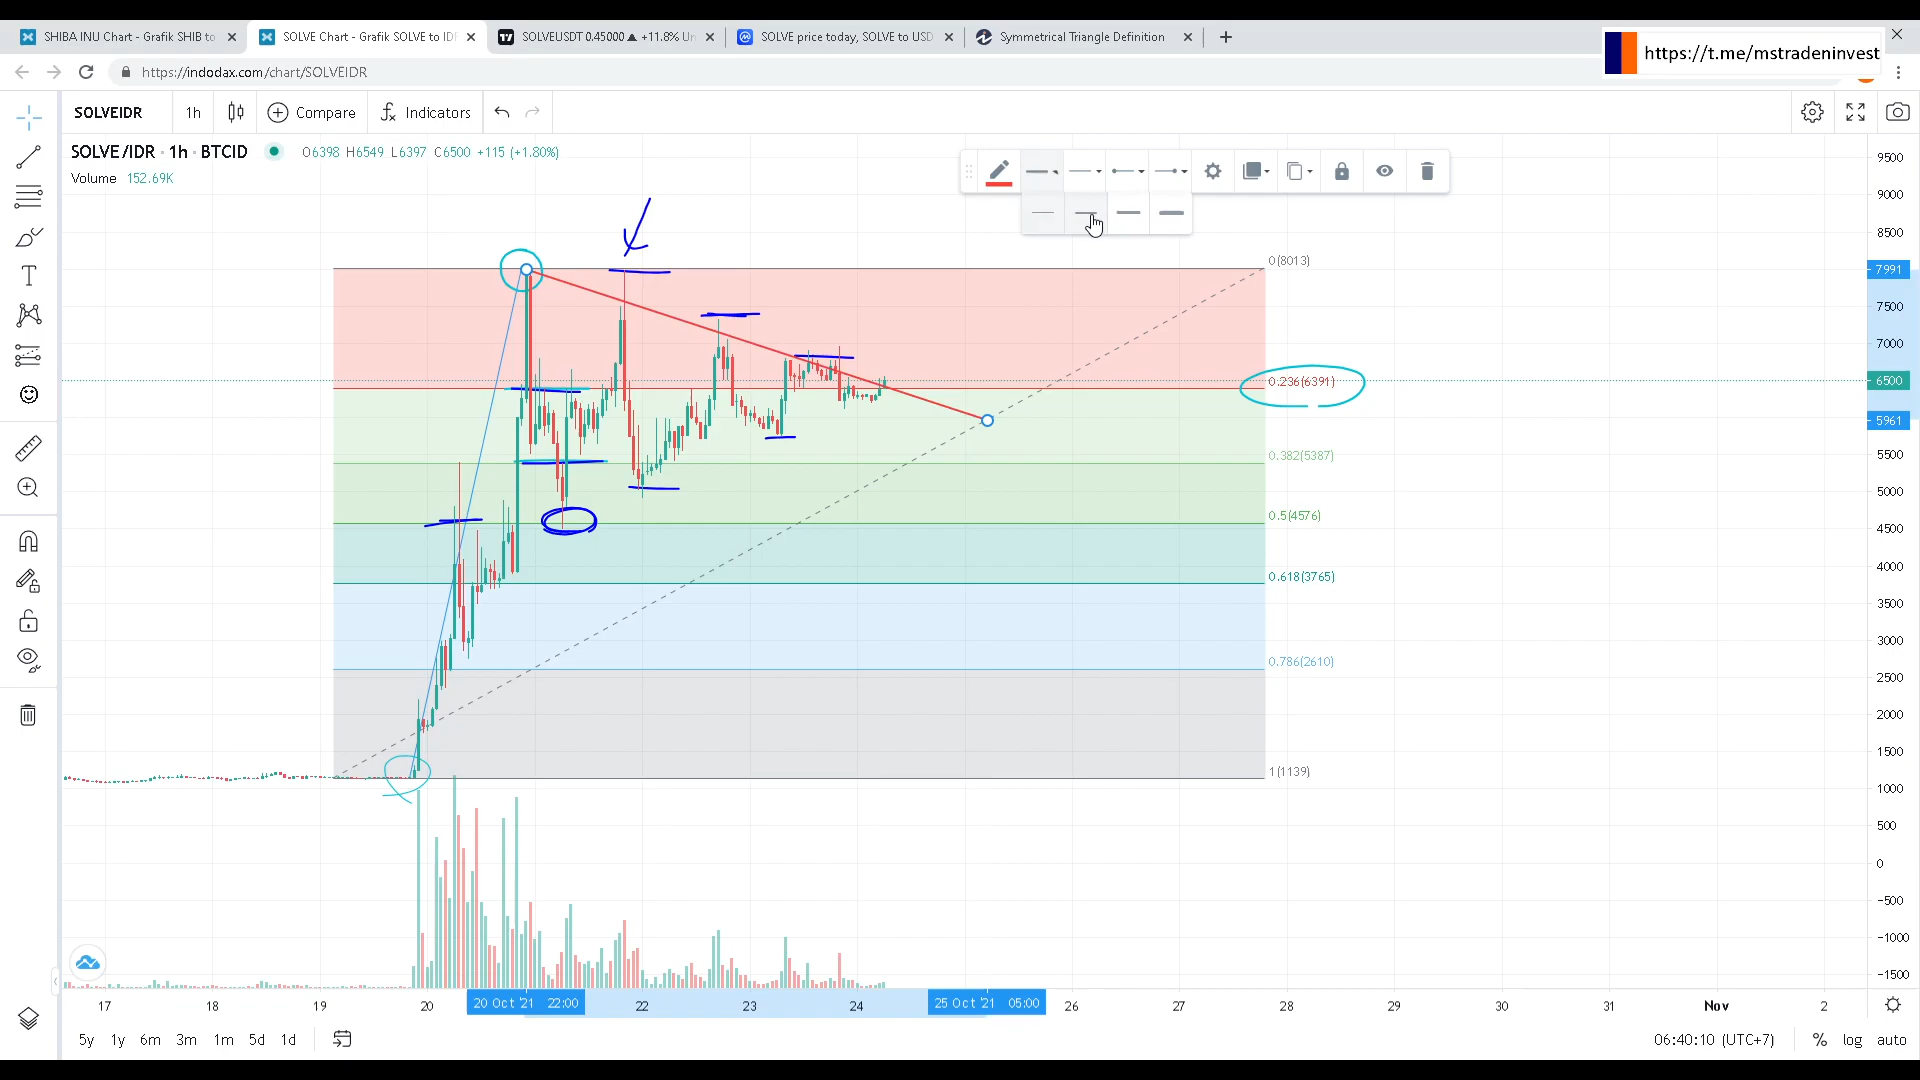 SHIBA INU Chart - Grafik SHIB to
SOLVE Chart - Grafik SOLVE to IDR
SOLVEUSDT 0.45000 ▲ +11.8% Un
SOLVE price today, SOLVE to USD
Symmetrical Triangle Definition
https://t.me/mstradeninvest
https://indodax.com/chart/SOLVEIDR
SOLVEIDR 1h Compare Indicators
SOLVE/IDR · 1h · BTCID O6398 H6549 L6397 C6500 +115 (+1.80%)
Volume 152.69K
0(8013)
0.236(6391)
0.382(5387)
0.5(4576)
0.618(3765)
0.786(2610)
1(1139)
9500
9000
8500
7991
7500
7000
6500
5961
5500
5000
4500
4000
3500
3000
2500
2000
1500
1000
500
0
-500
-1000
-1500
17 18 19 20 20 Oct '21 22:00 22 23 24 25 Oct '21 05:00 26 27 28 29 30 31 Nov 2
5y 1y 6m 3m 1m 5d 1d 06:40:10 (UTC+7) % log auto